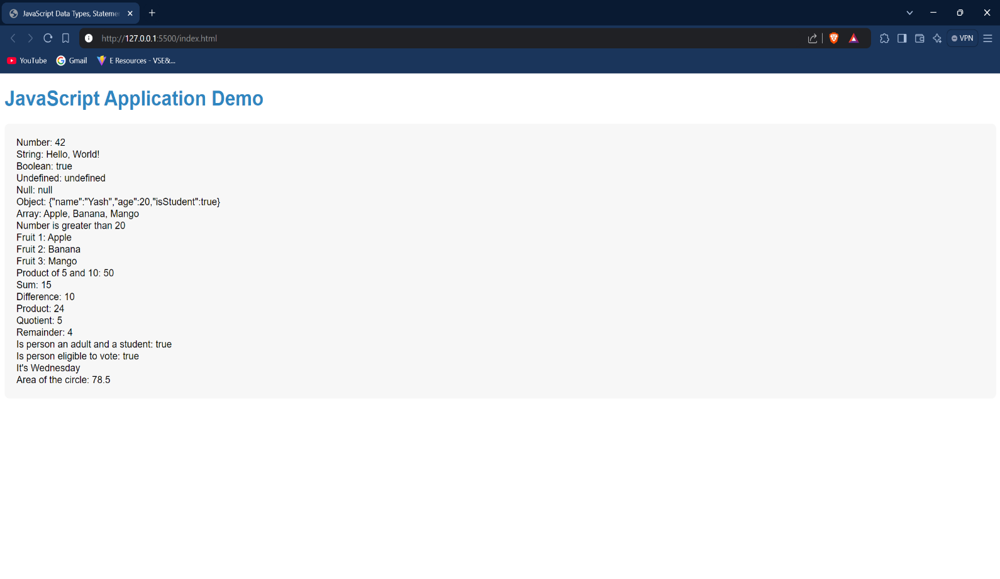 JavaScript Data Types, Stateme
http://127.0.0.1:5500/index.html
VPN
YouTube
Gmail
E Resources - VSE&...
JavaScript Application Demo
Number: 42
String: Hello, World!
Boolean: true
Undefined: undefined
Null: null
Object: {"name":"Yash","age":20,"isStudent":true}
Array: Apple, Banana, Mango
Number is greater than 20
Fruit 1: Apple
Fruit 2: Banana
Fruit 3: Mango
Product of 5 and 10: 50
Sum: 15
Difference: 10
Product: 24
Quotient: 5
Remainder: 4
Is person an adult and a student: true
Is person eligible to vote: true
It's Wednesday
Area of the circle: 78.5